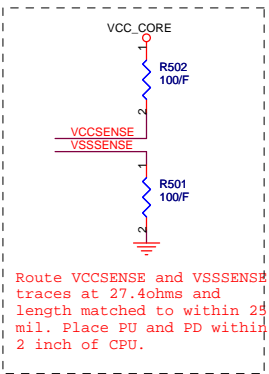 VCC_CORE
1
R502
100/F
2
VCCSENSE
VSSSENSE
1
R501
100/F
2
Route VCCSENSE and VSSSENSE
traces at 27.4ohms and
length matched to within 25
mil. Place PU and PD within
2 inch of CPU.